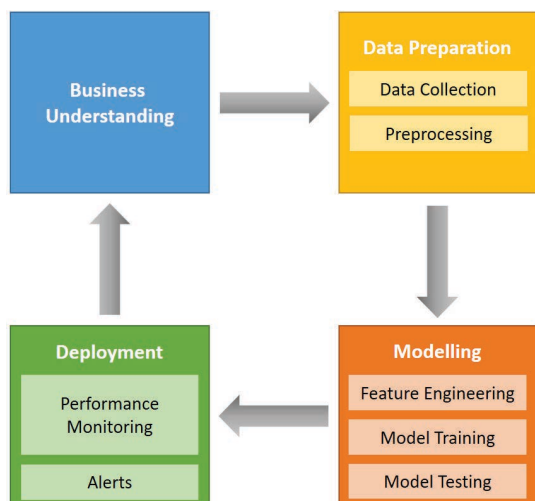 Business
Understanding
Data Preparation
Data Collection
Preprocessing
Modelling
Feature Engineering
Model Training
Model Testing
Deployment
Performance
Monitoring
Alerts